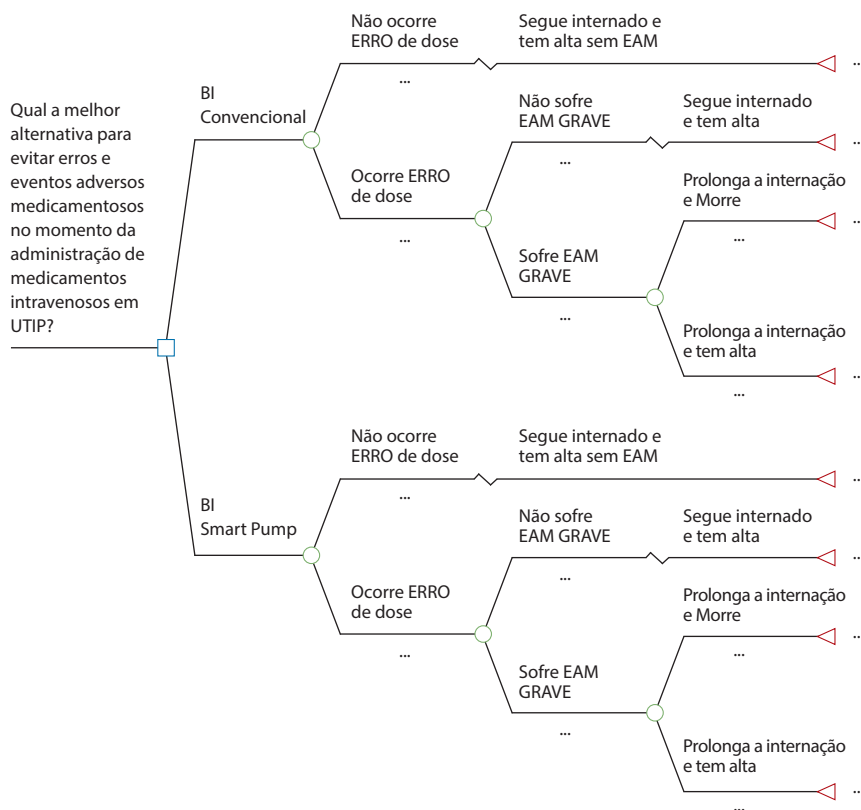 Qual a melhor
alternativa para
evitar erros e
eventos adversos
medicamentosos
no momento da
administração de
medicamentos
intravenosos em
UTIP?
BI
Convencional
Não ocorre
ERRO de dose
...
Segue internado e
tem alta sem EAM
..
Ocorre ERRO
de dose
...
Não sofre
EAM GRAVE
...
Segue internado
e tem alta
..
Sofre EAM
GRAVE
...
Prolonga a internação
e Morre
...
..
Prolonga a internação
e tem alta
...
..
BI
Smart Pump
Não ocorre
ERRO de dose
...
Segue internado e
tem alta sem EAM
..
Ocorre ERRO
de dose
...
Não sofre
EAM GRAVE
...
Segue internado
e tem alta
..
Sofre EAM
GRAVE
...
Prolonga a internação
e Morre
...
..
Prolonga a internação
e tem alta
...
..